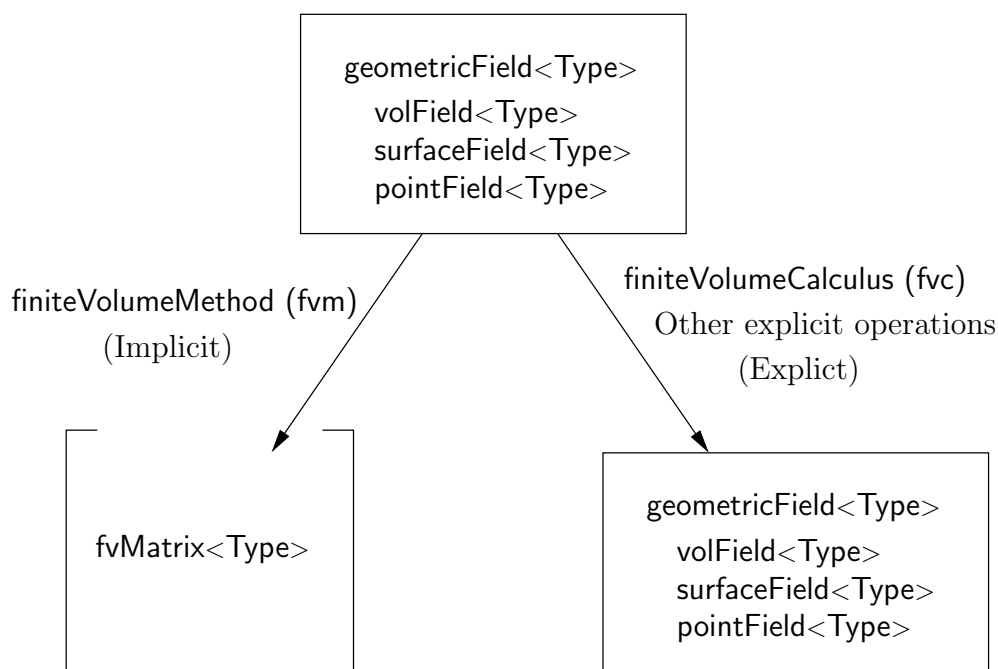 geometricField<Type>
volField<Type>
surfaceField<Type>
pointField<Type>
finiteVolumeMethod (fvm)
(Implicit)
finiteVolumeCalculus (fvc)
Other explicit operations
(Explict)
fvMatrix<Type>
geometricField<Type>
volField<Type>
surfaceField<Type>
pointField<Type>